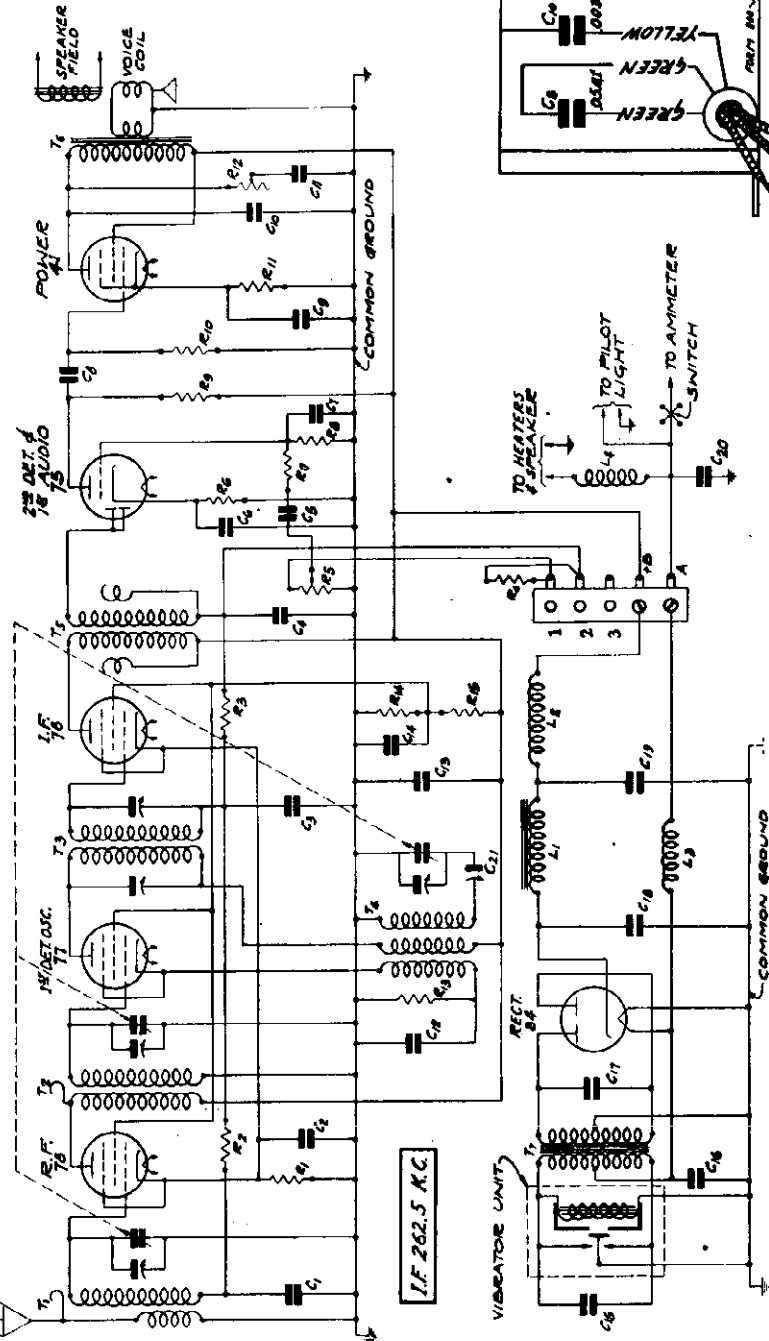 T1
R.F.
78
T2
1ST DET. OSC.
77
T3
I.F.
78
T5
2ND DET. &
1ST AUDIO
75
C8
POWER
41
T6
SPEAKER
FIELD
VOICE
COIL
C1
R1
R2
C2
C3
R3
C4
R5
C6
R6
C5
R7
R8
C7
R9
R10
C9
R11
C10
R12
C11
COMMON GROUND
I.F. 262.5 K.C.
C12
R13
C21
C13
C14
R14
R15
VIBRATOR UNIT
C15
T7
C16
C17
RECT.
84
C18
L1
C19
L2
L3
1
2
3
+B
A
R4
TO HEATERS
& SPEAKER
L4
TO PILOT
LIGHT
TO AMMETER
SWITCH
C20
COMMON GROUND
C8
GREEN
GREEN
YELLOW